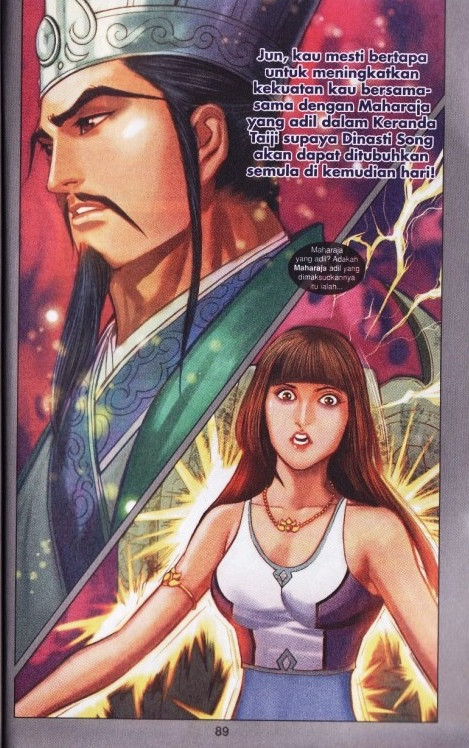 Jun, kau mesti bertapa
untuk meningkatkan
kekuatan kau bersama-
sama dengan Maharaja
yang adil dalam Keranda
Taiji supaya Dinasti Song
akan dapat ditubuhkan
semula di kemudian hari!
Maharaja
yang adil? Adakah
Maharaja adil yang
dimaksudkannya
itu ialah...
89